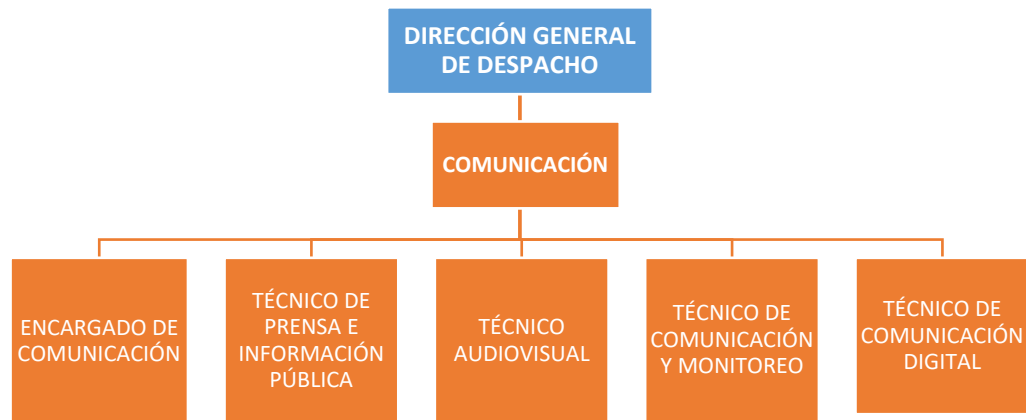 DIRECCIÓN GENERAL
DE DESPACHO
COMUNICACIÓN
ENCARGADO DE
COMUNICACIÓN
TÉCNICO DE
PRENSA E
INFORMACIÓN
PÚBLICA
TÉCNICO
AUDIOVISUAL
TÉCNICO DE
COMUNICACIÓN
Y MONITOREO
TÉCNICO DE
COMUNICACIÓN
DIGITAL